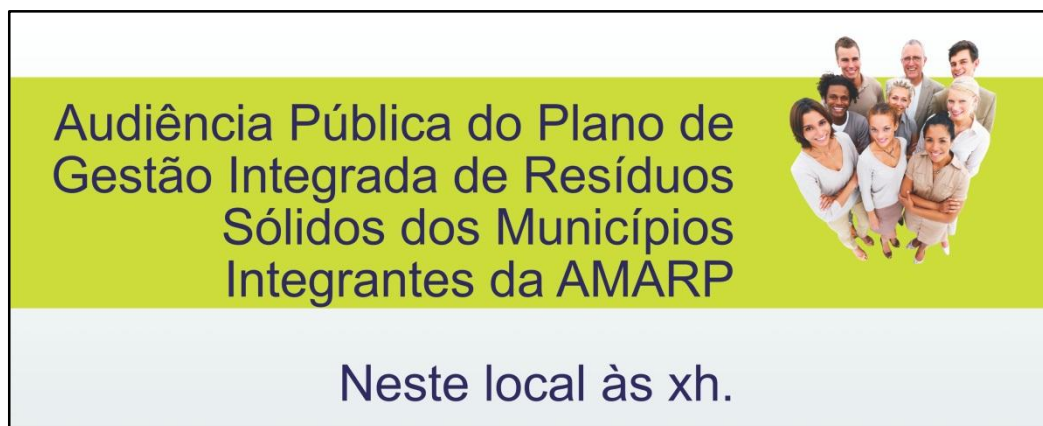 Audiência Pública do Plano de
Gestão Integrada de Resíduos
Sólidos dos Municípios
Integrantes da AMARP
Neste local às xh.